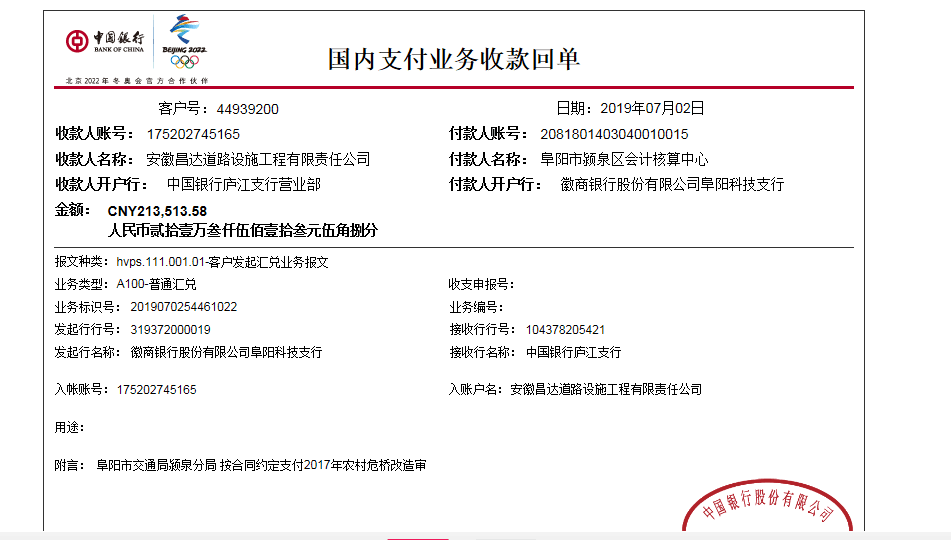 中国银行
BANK OF CHINA
BEIJING 2022
北京2022年冬奥会官方合作伙伴
国内支付业务收款回单
客户号：44939200 日期：2019年07月02日
收款人账号：175202745165 付款人账号：2081801403040010015
收款人名称：安徽昌达道路设施工程有限责任公司 付款人名称：阜阳市颍泉区会计核算中心
收款人开户行：中国银行庐江支行营业部 付款人开户行：徽商银行股份有限公司阜阳科技支行
金额：CNY213,513.58
人民币贰拾壹万叁仟伍佰壹拾叁元伍角捌分
报文种类：hvps.111.001.01-客户发起汇兑业务报文
业务类型：A100-普通汇兑 收支申报号：
业务标识号：2019070254461022 业务编号：
发起行行号：319372000019 接收行行号：104378205421
发起行名称：徽商银行股份有限公司阜阳科技支行 接收行名称：中国银行庐江支行
入帐账号：175202745165 入账户名：安徽昌达道路设施工程有限责任公司
用途：
附言：阜阳市交通局颍泉分局 按合同约定支付2017年农村危桥改造审
中国银行股份有限公司